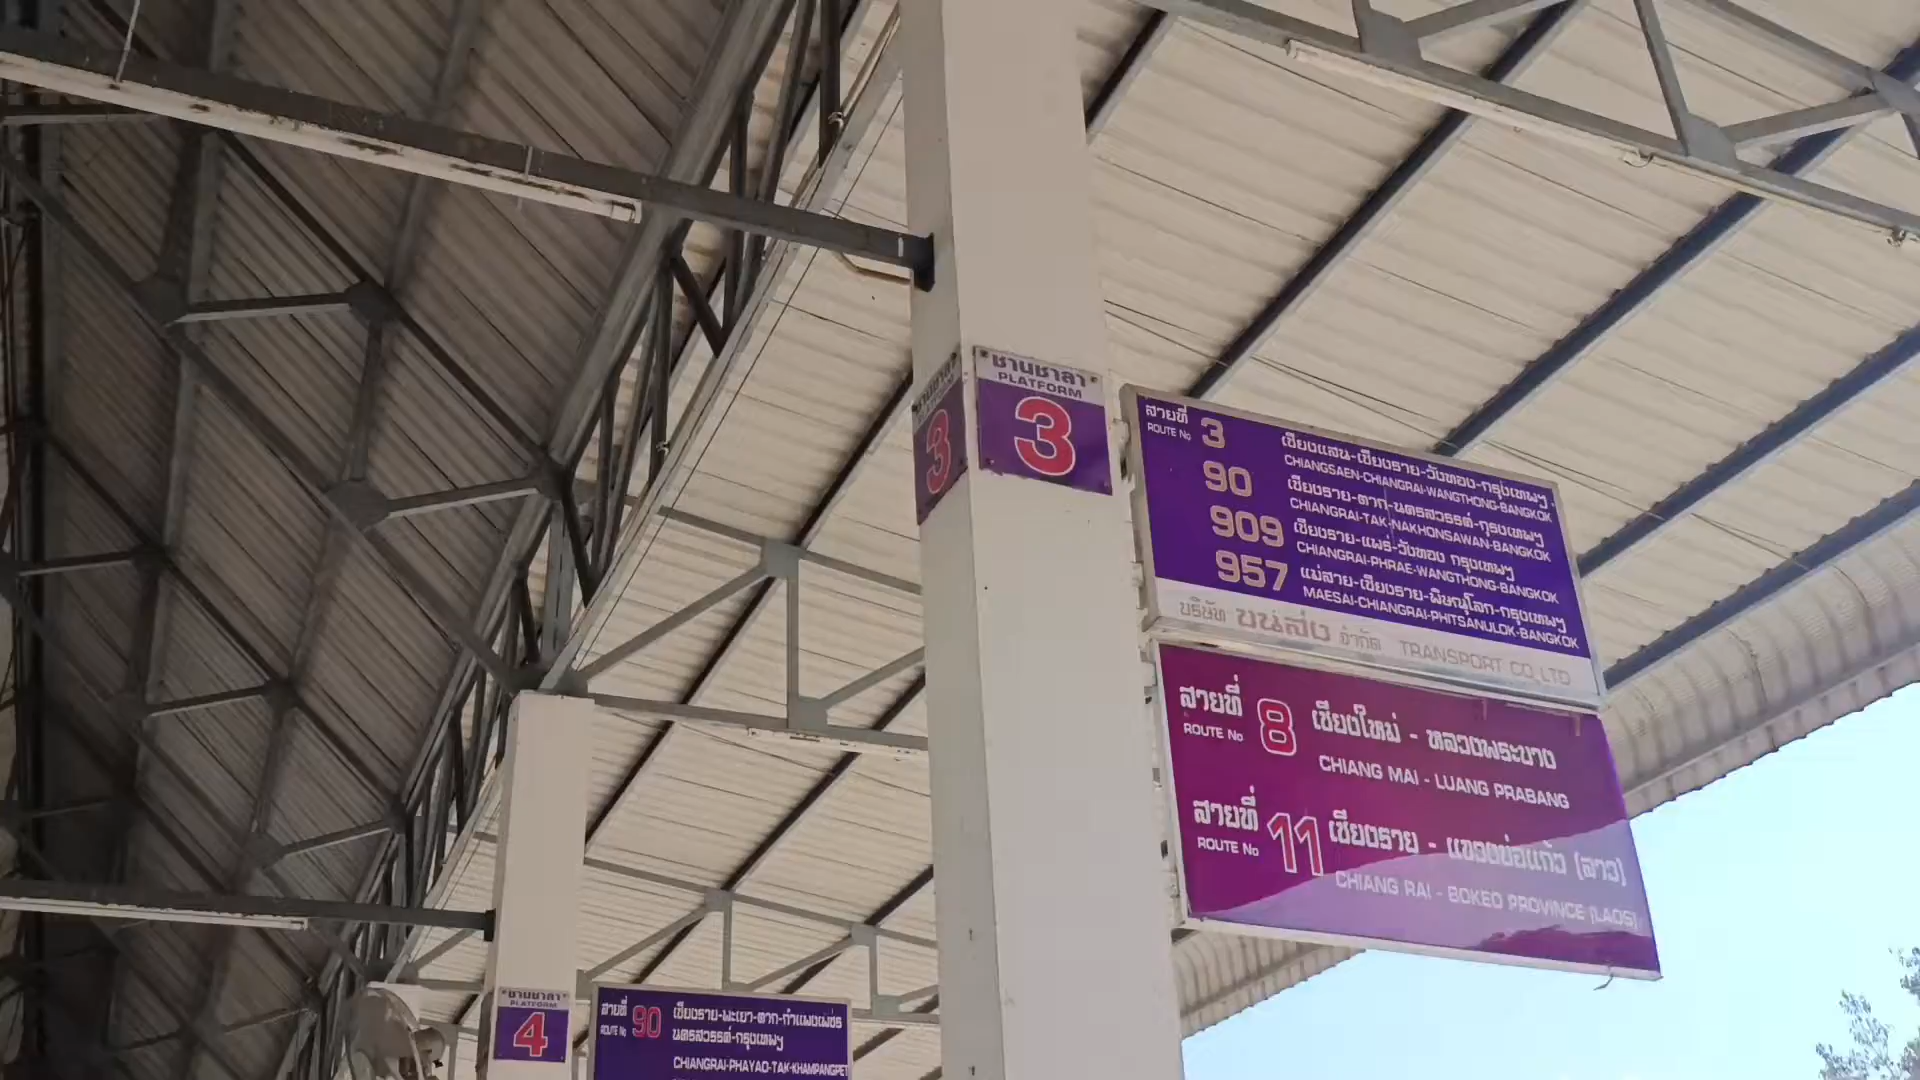 ชานชาลา
PLATFORM
3
3
สายที่ 3 เชียงแสน-เชียงราย-วังทอง-กรุงเทพฯ
ROUTE No CHIANGSAEN-CHIANGRAI-WANGTHONG-BANGKOK
90 เชียงราย-ตาก-นครสวรรค์-กรุงเทพฯ
CHIANGRAI-TAK-NAKHONSAWAN-BANGKOK
909 เชียงราย-แพร่-วังทอง กรุงเทพฯ
CHIANGRAI-PHRAE-WANGTHONG-BANGKOK
957 แม่สาย-เชียงราย-พิษณุโลก-กรุงเทพฯ
MAESAI-CHIANGRAI-PHITSANULOK-BANGKOK
บริษัท ขนส่ง จำกัด TRANSPORT CO.,LTD
สายที่ 8 เชียงใหม่ - หลวงพระบาง
ROUTE No CHIANG MAI - LUANG PRABANG
สายที่ 11 เชียงราย - แขวงบ่อแก้ว (ลาว)
ROUTE No CHIANG RAI - BOKEO PROVINCE (LAOS)
ชานชาลา
PLATFORM
4
สายที่ 90 เชียงราย-พะเยา-ตาก-กำแพงเพชร
ROUTE No นครสวรรค์-กรุงเทพฯ
CHIANGRAI-PHAYAO-TAK-KHAMPANGPET